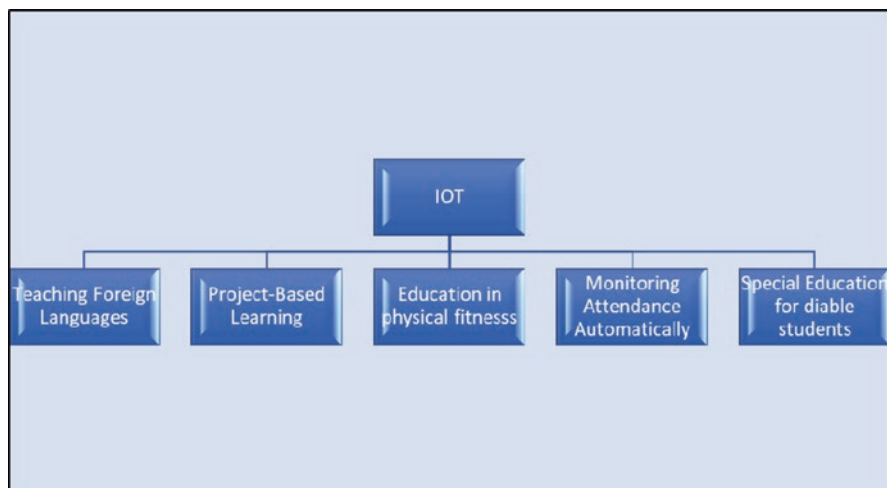 IOT
Teaching Foreign
Languages
Project-Based
Learning
Education in
physical fitnesss
Monitoring
Attendance
Automatically
Special Education
for diable
students